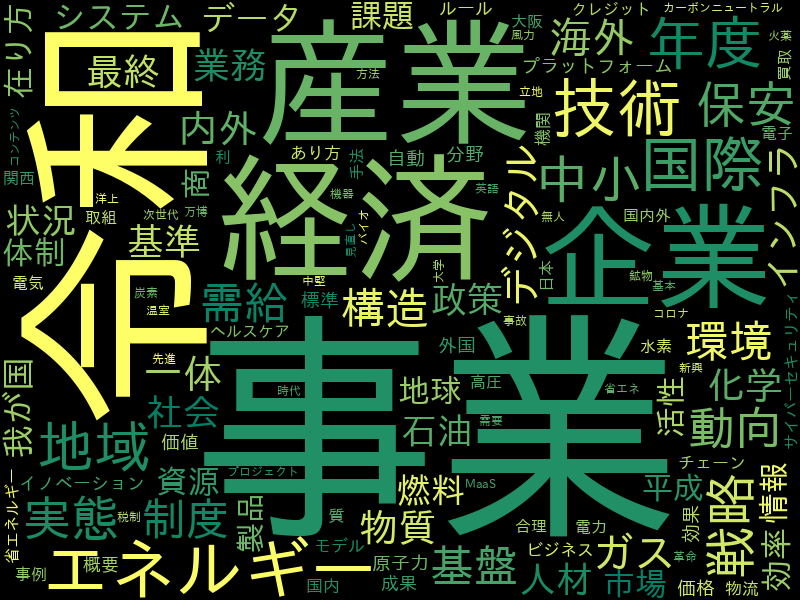 令和
事業
産業
経済
企業
エネルギー
技術
国際
地域
年度
中小
保安
インフラ
デジタル
戦略
環境
海外
構造
需給
ガス
実態
制度
基盤
物質
動向
化学
人材
市場
燃料
石油
システム
データ
課題
ルール
大阪
風力
クレジット
カーボンニュートラル
火薬
買取
在り方
最終
業務
方法
プラットフォーム
立地
機関
電子
コンテンツ
内外
あり方
手法
自動
分野
関西
利
商
洋上
機器
英語
取組
次世代
万博
見直し
バイオ
無人
国内外
状況
体制
基準
大学
日本
鉱物
基本
電気
炭素
温室
標準
中堅
政策
事故
コロナ
サイバーセキュリティ
ヘルスケア
外国
水素
先進
一体
時代
地球
高圧
省エネ
新興
我が国
社会
価値
需要
活性
イノベーション
資源
プロジェクト
MaaS
チェーン
平成
情報
省エネルギー
税制
製品
質
合理
電力
効果
モデル
ビジネス
革命
効率
事例
概要
国内
原子力
成果
価格
物流